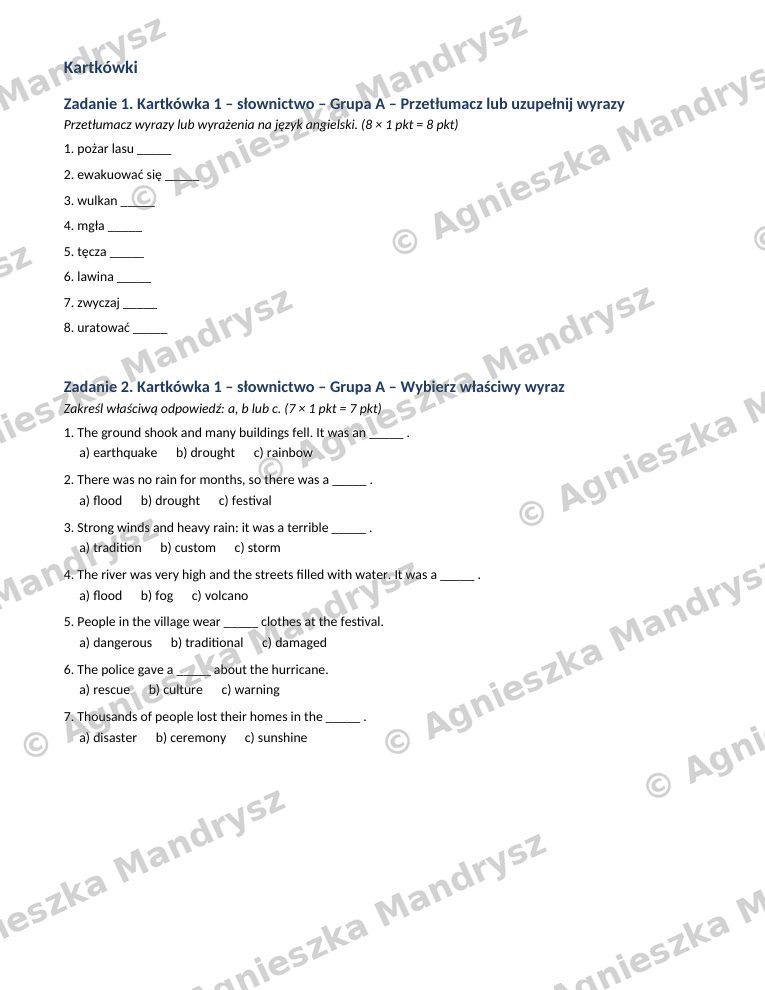 Kartkówki
Zadanie 1. Kartkówka 1 – słownictwo – Grupa A – Przetłumacz lub uzupełnij wyrazy
Przetłumacz wyrazy lub wyrażenia na język angielski. (8 × 1 pkt = 8 pkt)
1. pożar lasu _____
2. ewakuować się _____
3. wulkan _____
4. mgła _____
5. tęcza _____
6. lawina _____
7. zwyczaj _____
8. uratować _____
Zadanie 2. Kartkówka 1 – słownictwo – Grupa A – Wybierz właściwy wyraz
Zakreśl właściwą odpowiedź: a, b lub c. (7 × 1 pkt = 7 pkt)
1. The ground shook and many buildings fell. It was an _____ .
a) earthquake b) drought c) rainbow
2. There was no rain for months, so there was a _____ .
a) flood b) drought c) festival
3. Strong winds and heavy rain: it was a terrible _____ .
a) tradition b) custom c) storm
4. The river was very high and the streets filled with water. It was a _____ .
a) flood b) fog c) volcano
5. People in the village wear _____ clothes at the festival.
a) dangerous b) traditional c) damaged
6. The police gave a _____ about the hurricane.
a) rescue b) culture c) warning
7. Thousands of people lost their homes in the _____ .
a) disaster b) ceremony c) sunshine
© Agnieszka Mandrysz